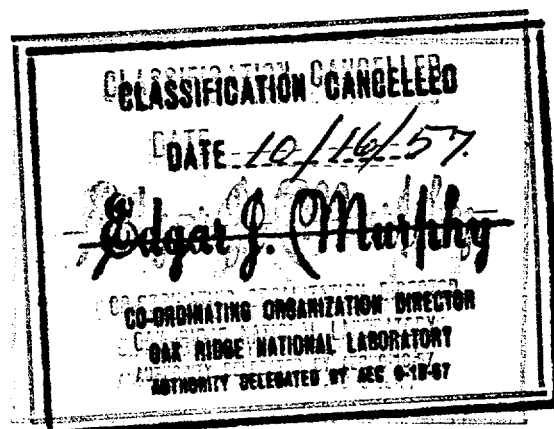 CLASSIFICATION CANCELLED
DATE 10/16/57
Edgar J. Murphy
CO-ORDINATING ORGANIZATION DIRECTOR
OAK RIDGE NATIONAL LABORATORY
AUTHORITY DELEGATED BY AEC